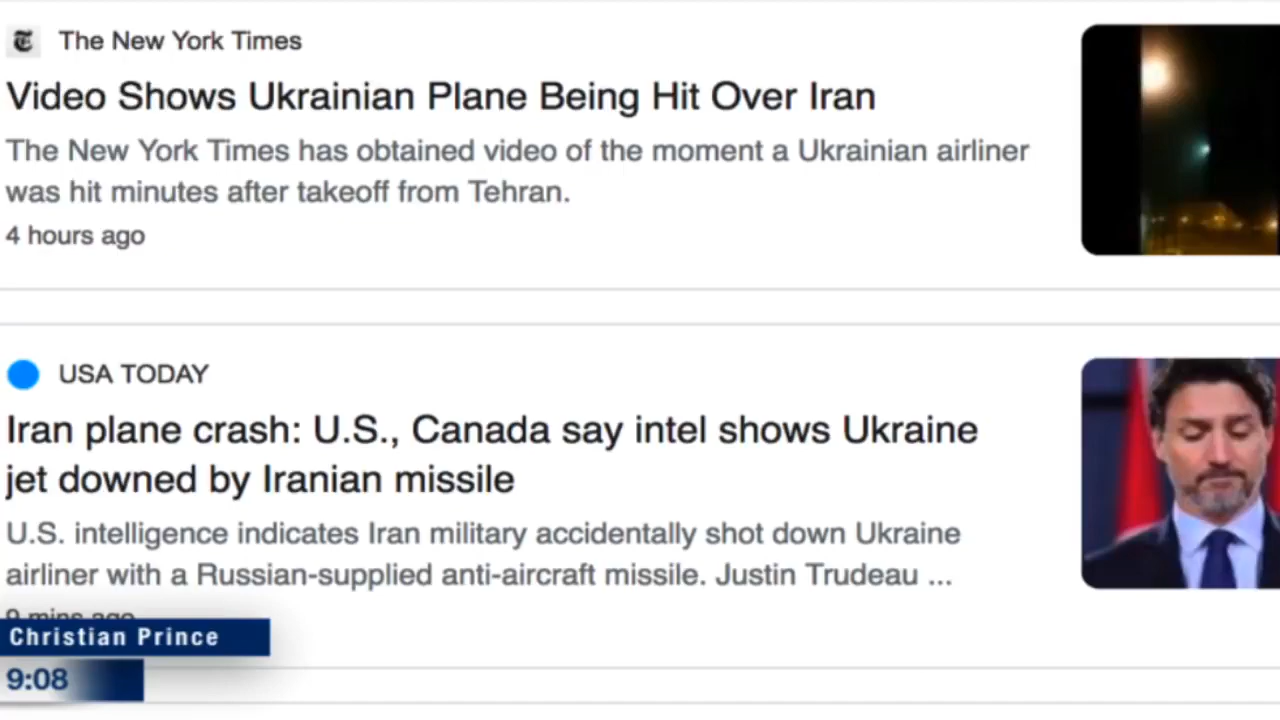 The New York Times
Video Shows Ukrainian Plane Being Hit Over Iran
The New York Times has obtained video of the moment a Ukrainian airliner
was hit minutes after takeoff from Tehran.
4 hours ago
USA TODAY
Iran plane crash: U.S., Canada say intel shows Ukraine
jet downed by Iranian missile
U.S. intelligence indicates Iran military accidentally shot down Ukraine
airliner with a Russian-supplied anti-aircraft missile. Justin Trudeau ...
9 mins ago
Christian Prince
9:08